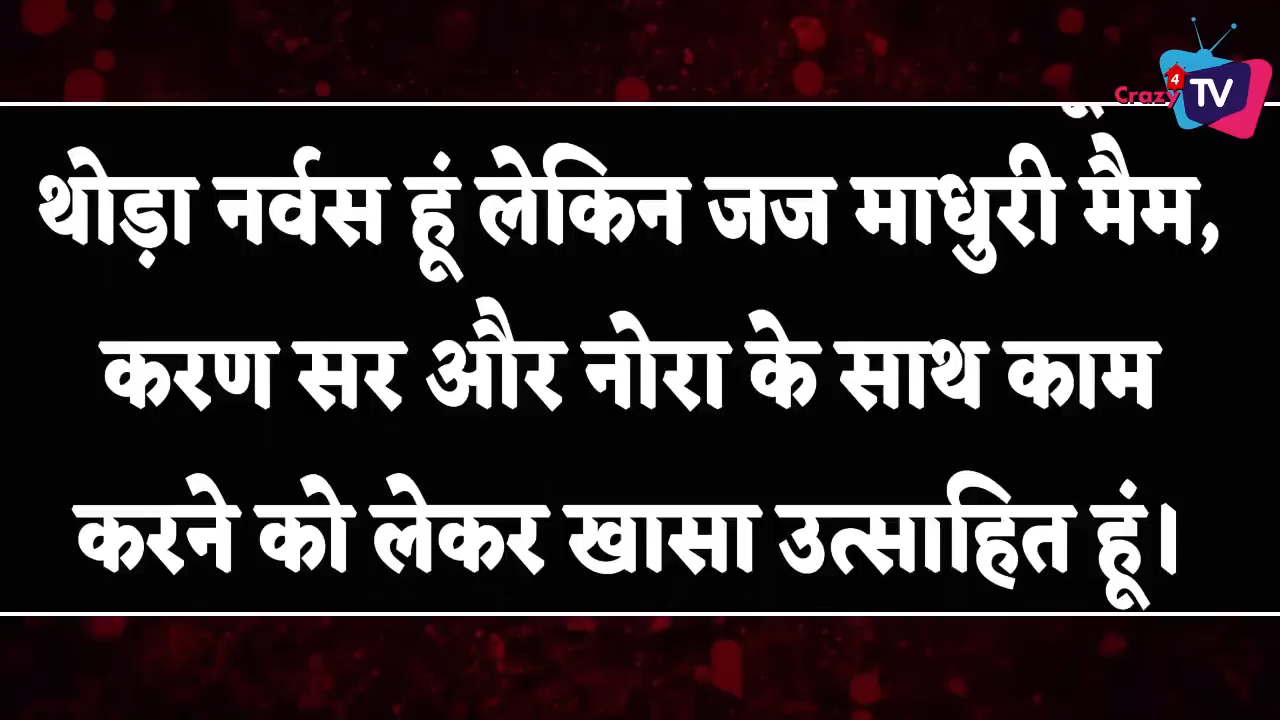 Crazy 4 TV
थोड़ा नर्वस हूं लेकिन जज माधुरी मैम,
करण सर और नोरा के साथ काम
करने को लेकर खासा उत्साहित हूं।